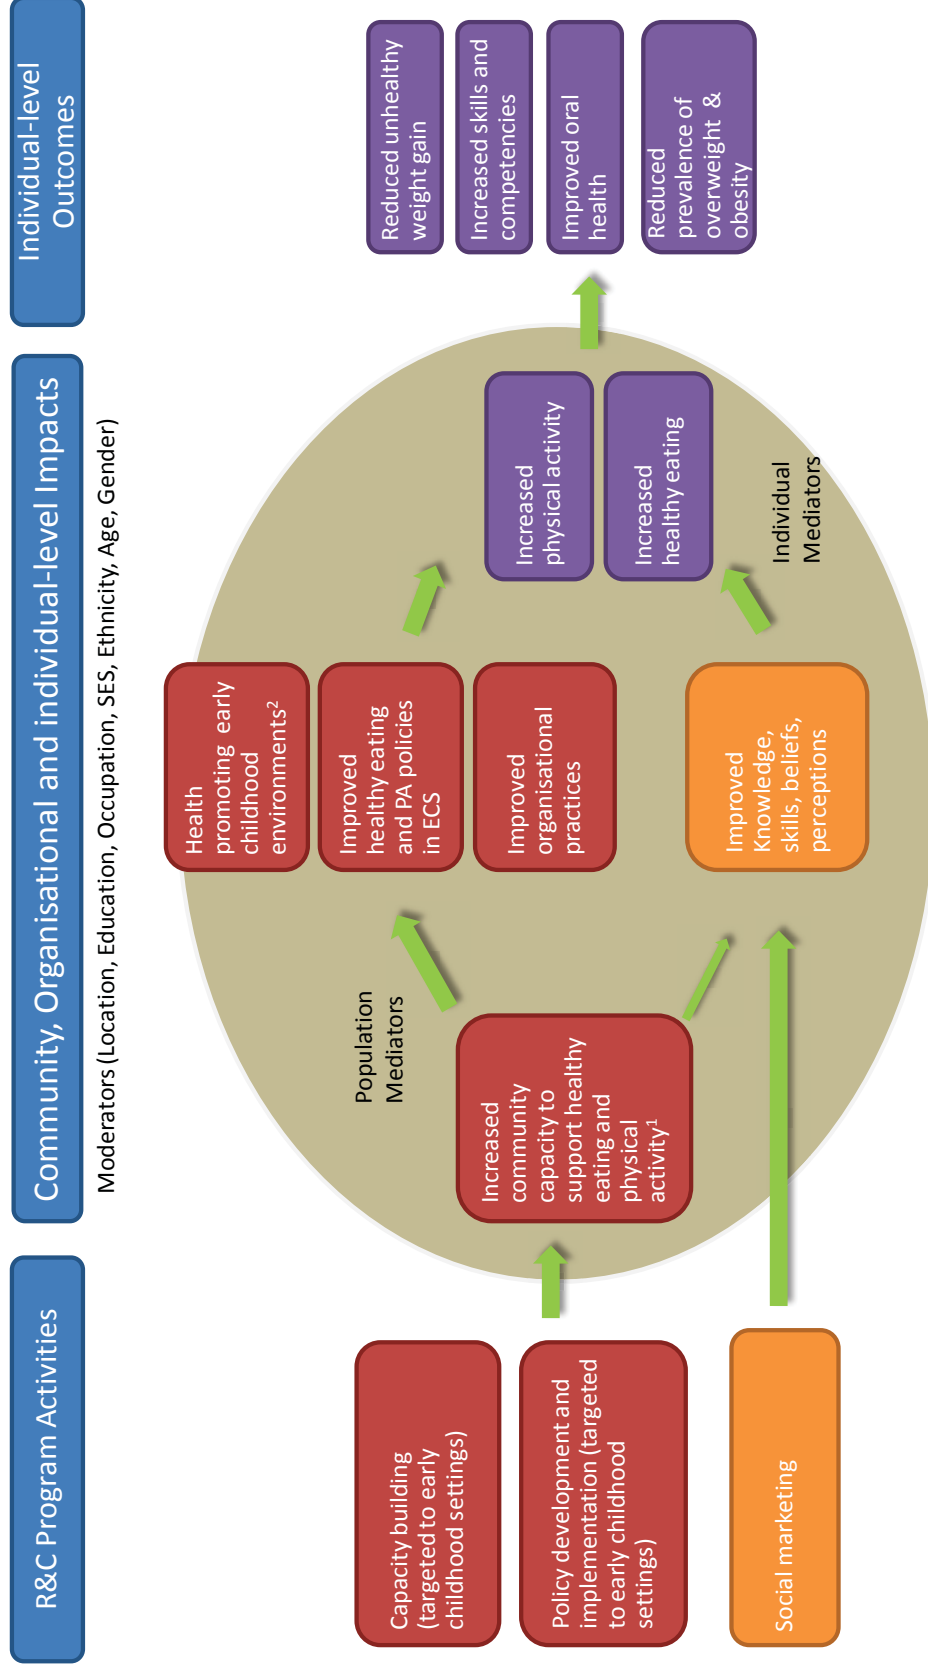 R&C Program Activities
Community, Organisational and individual-level Impacts
Individual-level
Outcomes
Moderators (Location, Education, Occupation, SES, Ethnicity, Age, Gender)
Capacity building
(targeted to early
childhood settings)
Policy development and
implementation (targeted
to early childhood
settings)
Social marketing
Population
Mediators
Increased
community
capacity to
support healthy
eating and
physical
activity¹
Health
promoting early
childhood
environments²
Improved
healthy eating
and PA policies
in ECS
Improved
organisational
practices
Improved
Knowledge,
skills, beliefs,
perceptions
Increased
physical activity
Increased
healthy eating
Individual
Mediators
Reduced unhealthy
weight gain
Increased skills and
competencies
Improved oral
health
Reduced
prevalence of
overweight &
obesity